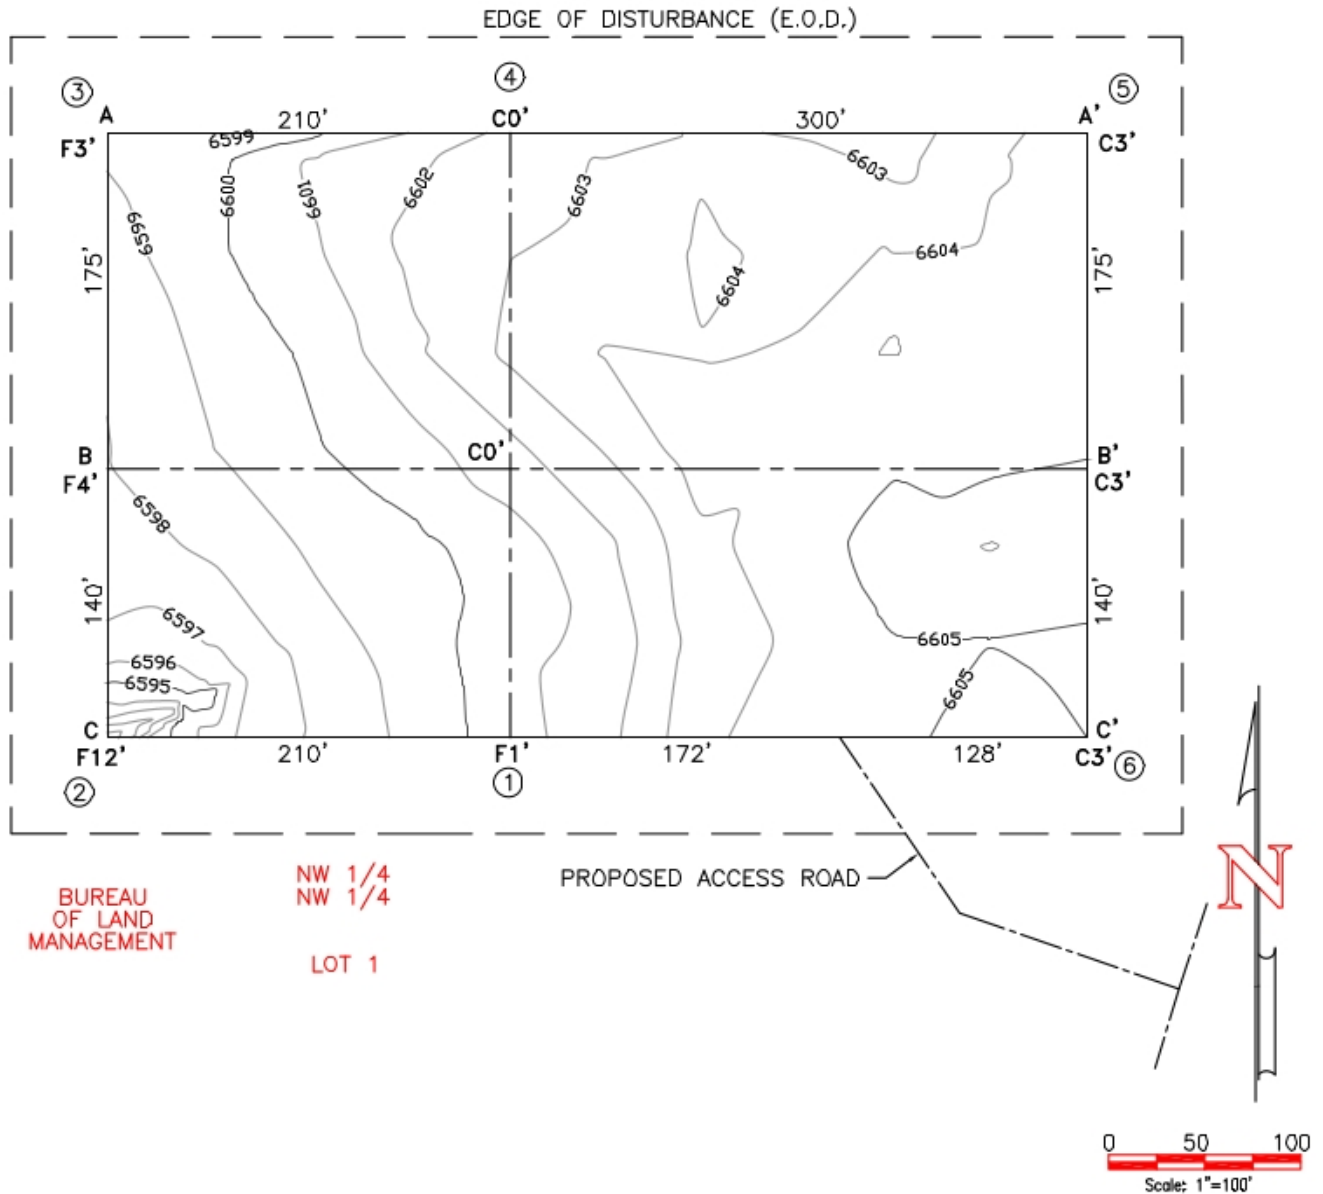 EDGE OF DISTURBANCE (E.O.D.)
3
4
5
A
210'
C0'
300'
A'
F3'
6599
C3'
6603
6600
6601
6602
6603
6599
175'
6604
175'
6604
B
C0'
B'
F4'
C3'
6598
140'
140'
6597
6605
6596
6595
6605
C
C'
F12'
210'
F1'
172'
128'
C3'
2
1
6
NW 1/4
NW 1/4
PROPOSED ACCESS ROAD
BUREAU
OF LAND
MANAGEMENT
LOT 1
N
0 50 100
Scale: 1"=100'